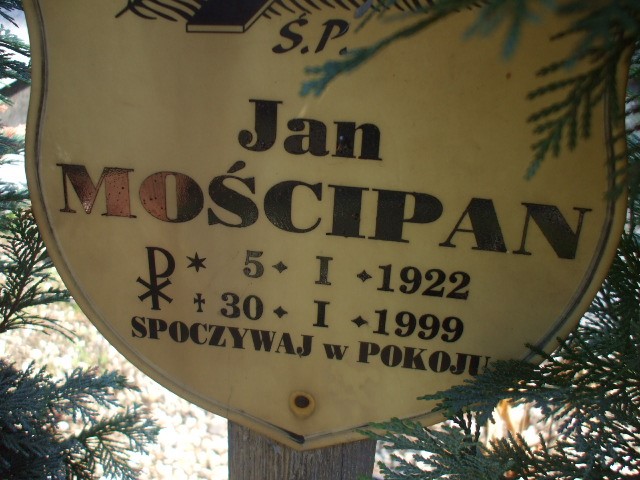 Ś.P.
Jan
MOŚCIPAN
☧ * 5 ✦ I ✦ 1922
† 30 ✦ I ✦ 1999
SPOCZYWAJ w POKOJU